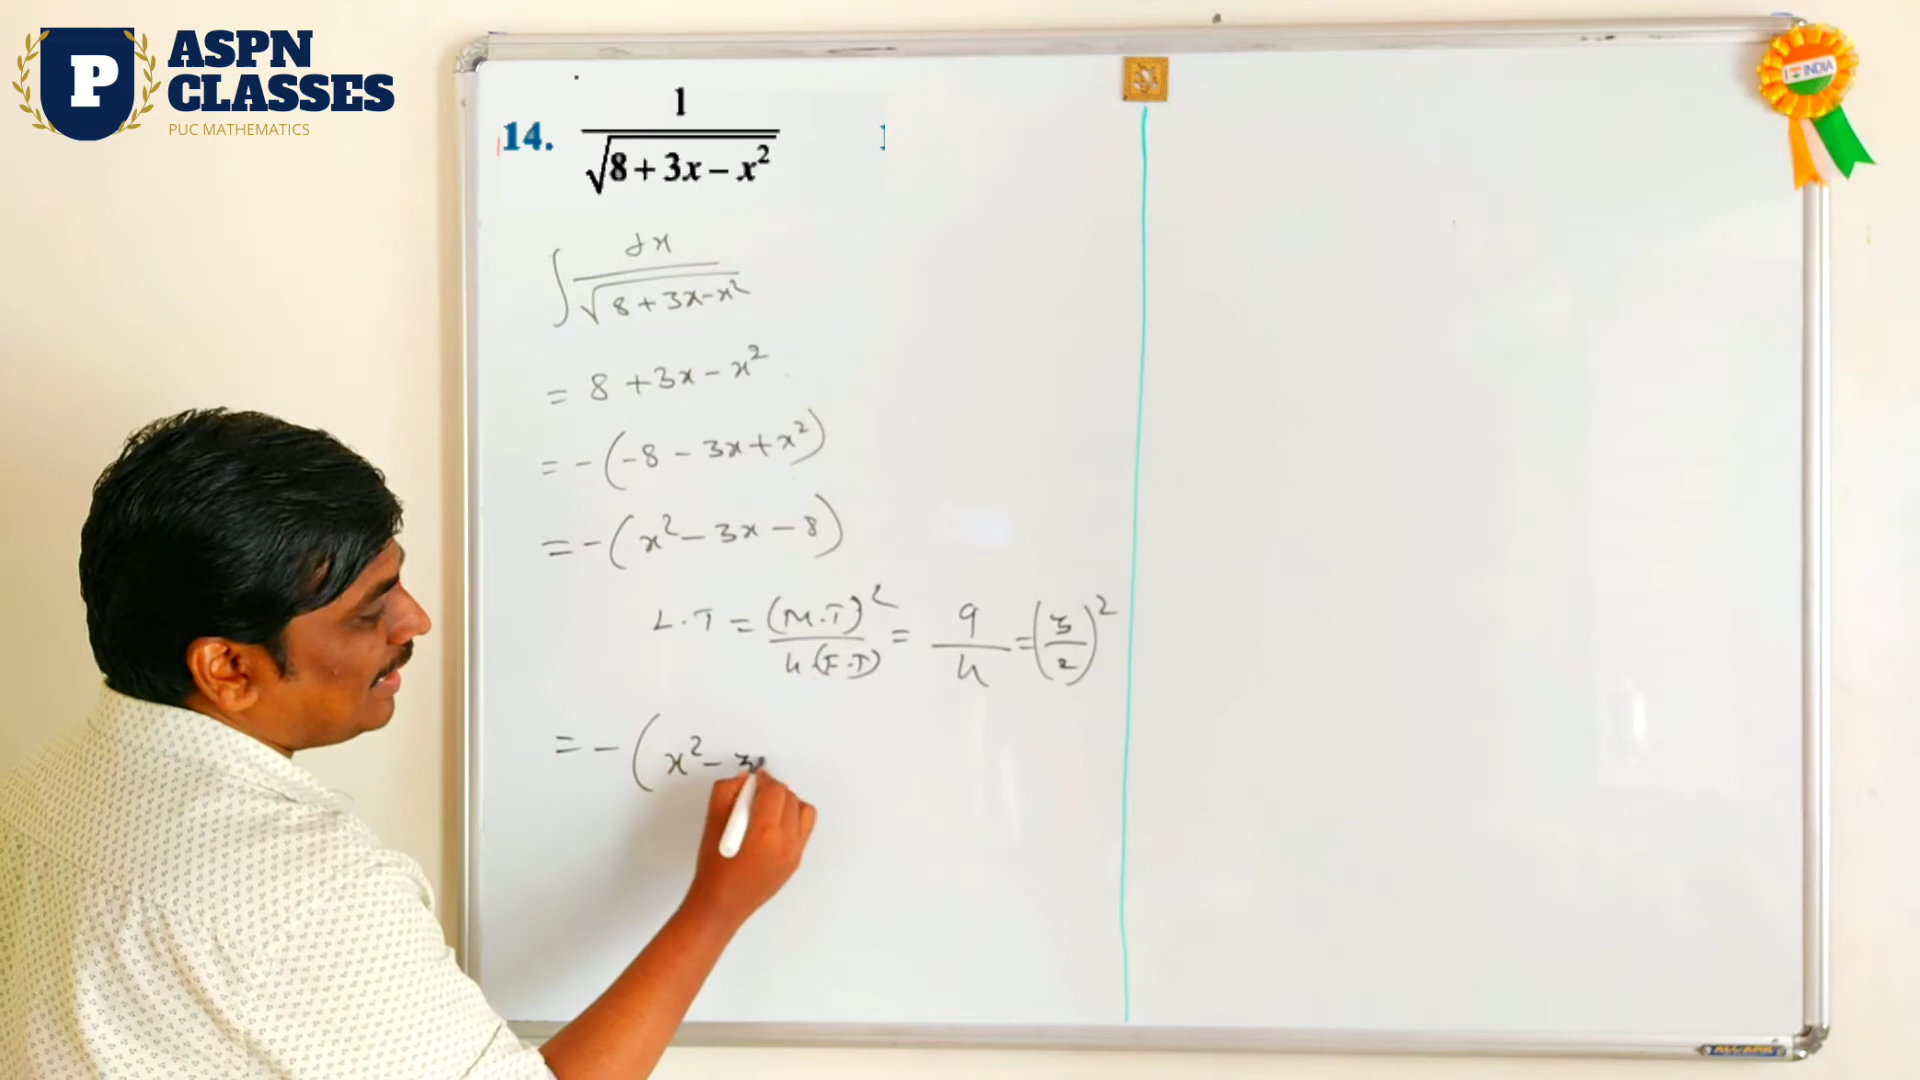 ASPN
CLASSES
PUC MATHEMATICS
P
14. 1/√(8 + 3x – x²)
I INDIA
∫ dx/√(8 + 3x – x²)
= 8 + 3x – x²
= – (-8 – 3x + x²)
= – (x² – 3x – 8)
L.T = (M.T)²/4(F.T) = 9/4 = (3/2)²
= – (x² – 3